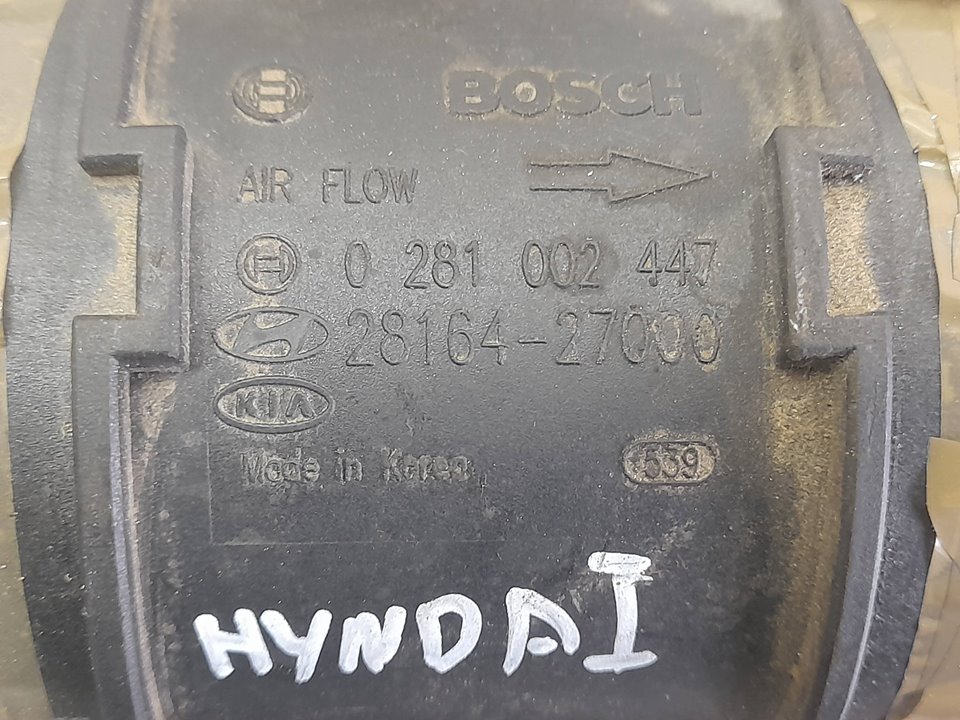 BOSCH
AIR FLOW
0 281 002 447
28164-27000
KIA
Made in Korea
539
HYNDAI